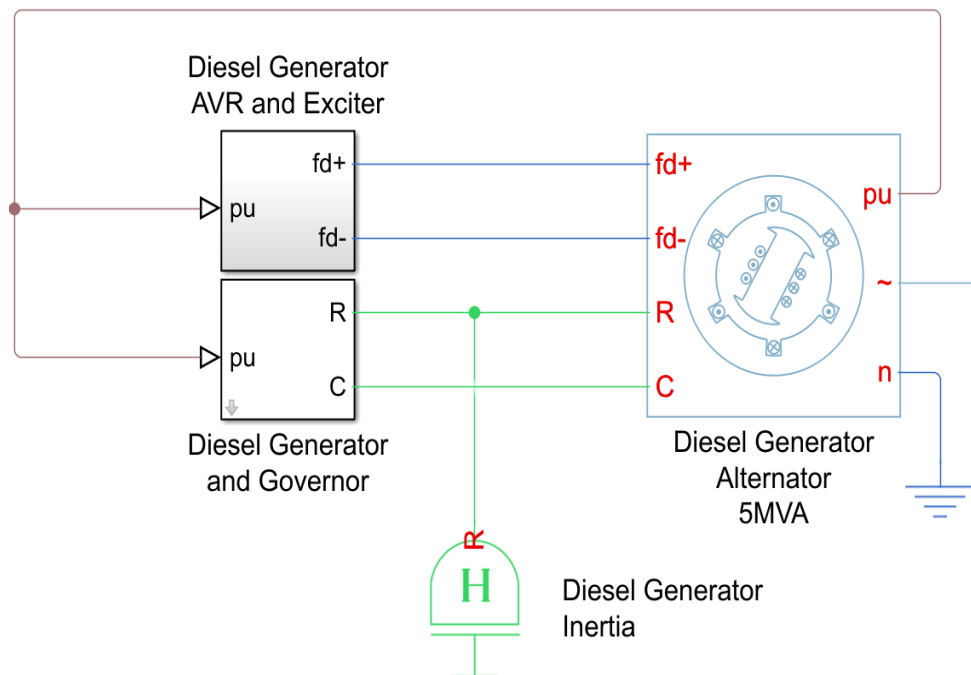 Diesel Generator
AVR and Exciter
fd+
pu
fd-
R
pu
C
Diesel Generator
and Governor
fd+
pu
fd-
~
R
n
C
Diesel Generator
Alternator
5MVA
R
H
Diesel Generator
Inertia